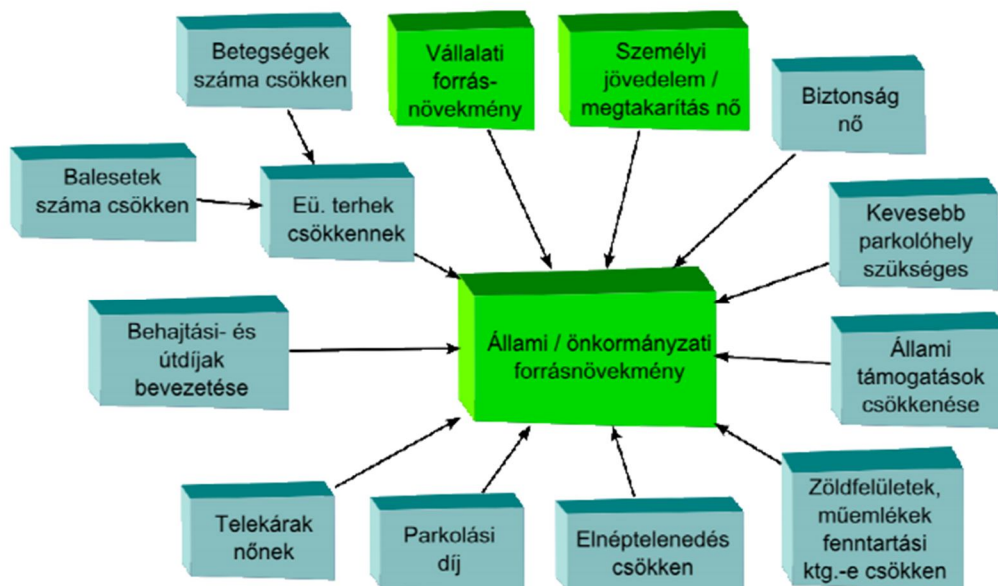 Betegségek
száma csökken
Vállalati
forrás-
növekmény
Személyi
jövedelem /
megtakarítás nő
Biztonság
nő
Balesetek
száma csökken
Eü. terhek
csökkennek
Kevesebb
parkolóhely
szükséges
Behajtási- és
útdíjak
bevezetése
Állami / önkormányzati
forrásnövekmény
Állami
támogatások
csökkenése
Telekárak
nőnek
Parkolási
díj
Elnéptelenedés
csökken
Zöldfelületek,
műemlékek
fenntartási
ktg.-e csökken